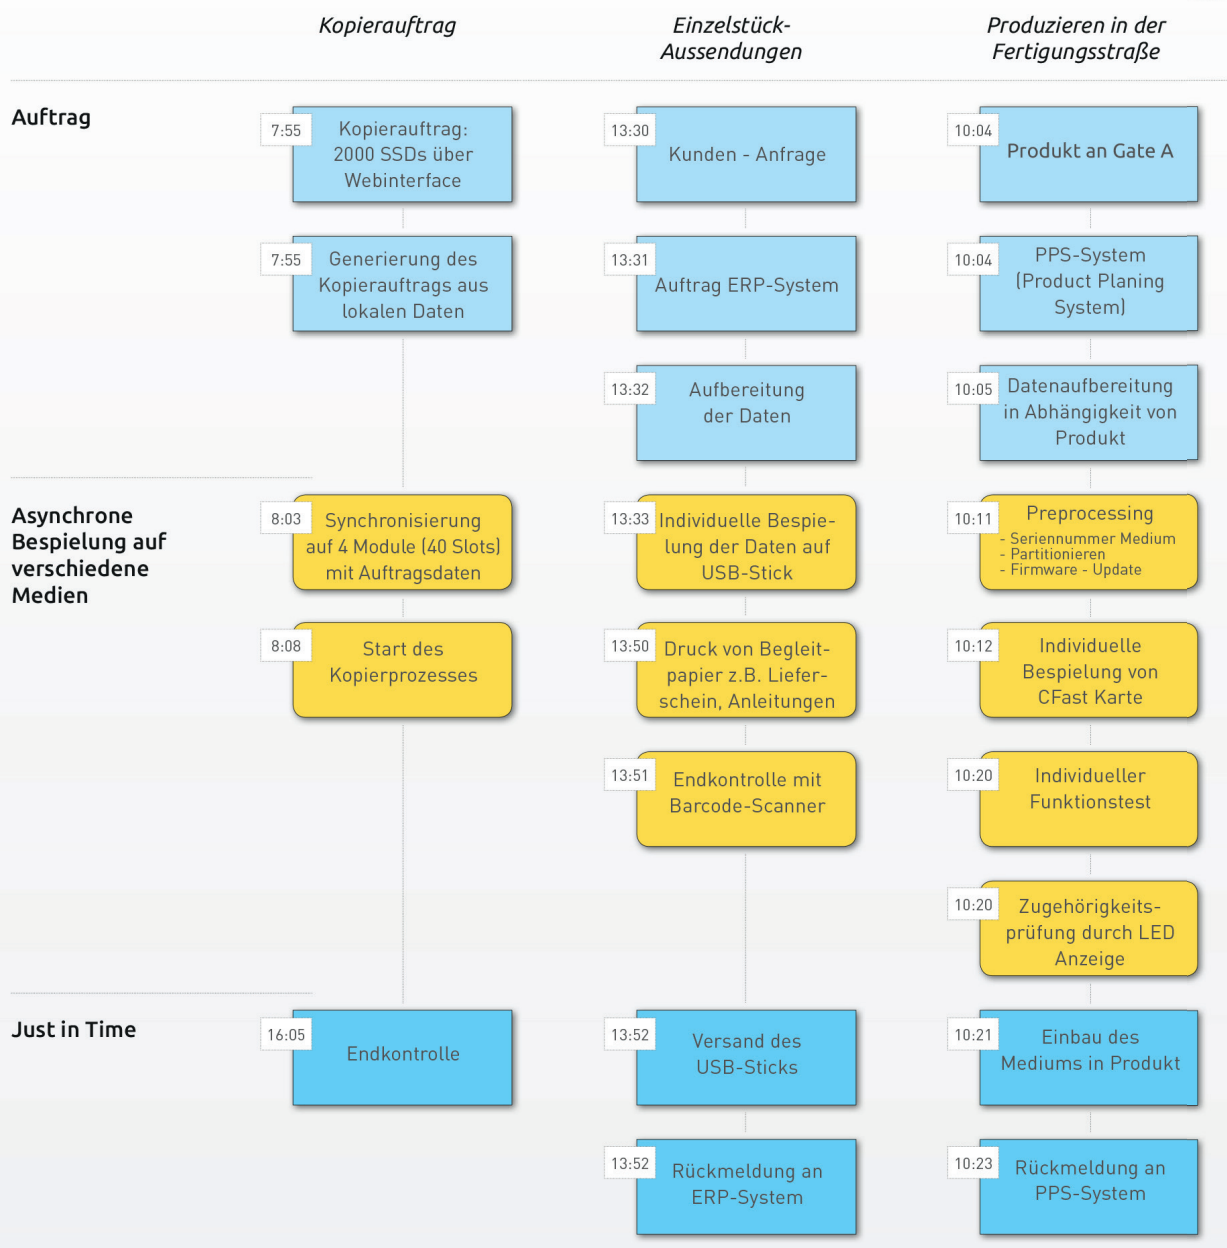 Kopierauftrag
Einzelstück-
Aussendungen
Produzieren in der
Fertigungsstraße
Auftrag
7:55
Kopierauftrag:
2000 SSDs über
Webinterface
13:30
Kunden - Anfrage
10:04
Produkt an Gate A
7:55
Generierung des
Kopierauftrags aus
lokalen Daten
13:31
Auftrag ERP-System
10:04
PPS-System
(Product Planing
System)
13:32
Aufbereitung
der Daten
10:05
Datenaufbereitung
in Abhängigkeit von
Produkt
Asynchrone
Bespielung auf
verschiedene
Medien
8:03
Synchronisierung
auf 4 Module (40 Slots)
mit Auftragsdaten
13:33
Individuelle Bespie-
lung der Daten auf
USB-Stick
10:11
Preprocessing
- Seriennummer Medium
- Partitionieren
- Firmware - Update
8:08
Start des
Kopierprozesses
13:50
Druck von Begleit-
papier z.B. Liefer-
schein, Anleitungen
10:12
Individuelle
Bespielung von
CFast Karte
13:51
Endkontrolle mit
Barcode-Scanner
10:20
Individueller
Funktionstest
10:20
Zugehörigkeits-
prüfung durch LED
Anzeige
Just in Time
16:05
Endkontrolle
13:52
Versand des
USB-Sticks
10:21
Einbau des
Mediums in Produkt
13:52
Rückmeldung an
ERP-System
10:23
Rückmeldung an
PPS-System